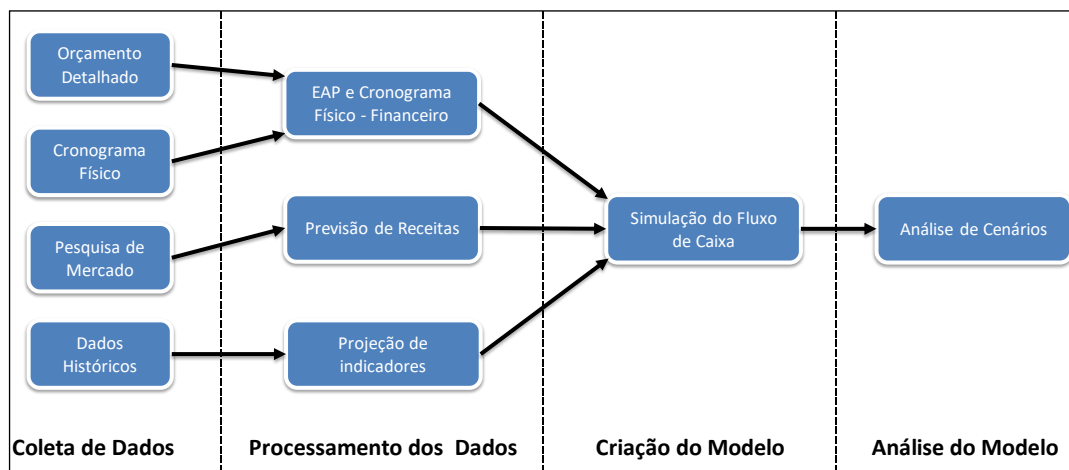 Orçamento
Detalhado
Cronograma
Físico
Pesquisa de
Mercado
Dados
Históricos
EAP e Cronograma
Físico - Financeiro
Previsão de Receitas
Projeção de
indicadores
Simulação do Fluxo
de Caixa
Análise de Cenários
Coleta de Dados
Processamento dos Dados
Criação do Modelo
Análise do Modelo